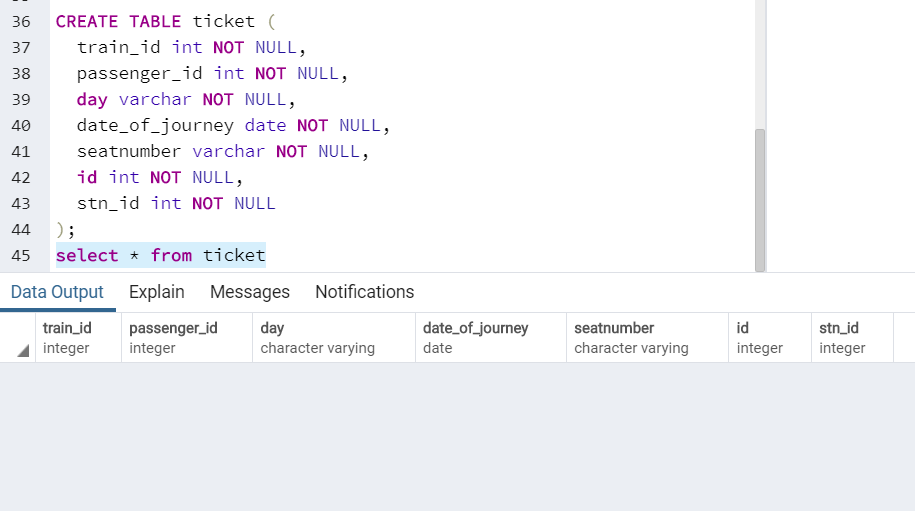 36 CREATE TABLE ticket (
37 train_id int NOT NULL,
38 passenger_id int NOT NULL,
39 day varchar NOT NULL,
40 date_of_journey date NOT NULL,
41 seatnumber varchar NOT NULL,
42 id int NOT NULL,
43 stn_id int NOT NULL
44 );
45 select * from ticket
Data Output Explain Messages Notifications
train_id passenger_id day date_of_journey seatnumber id stn_id
integer integer character varying date character varying integer integer